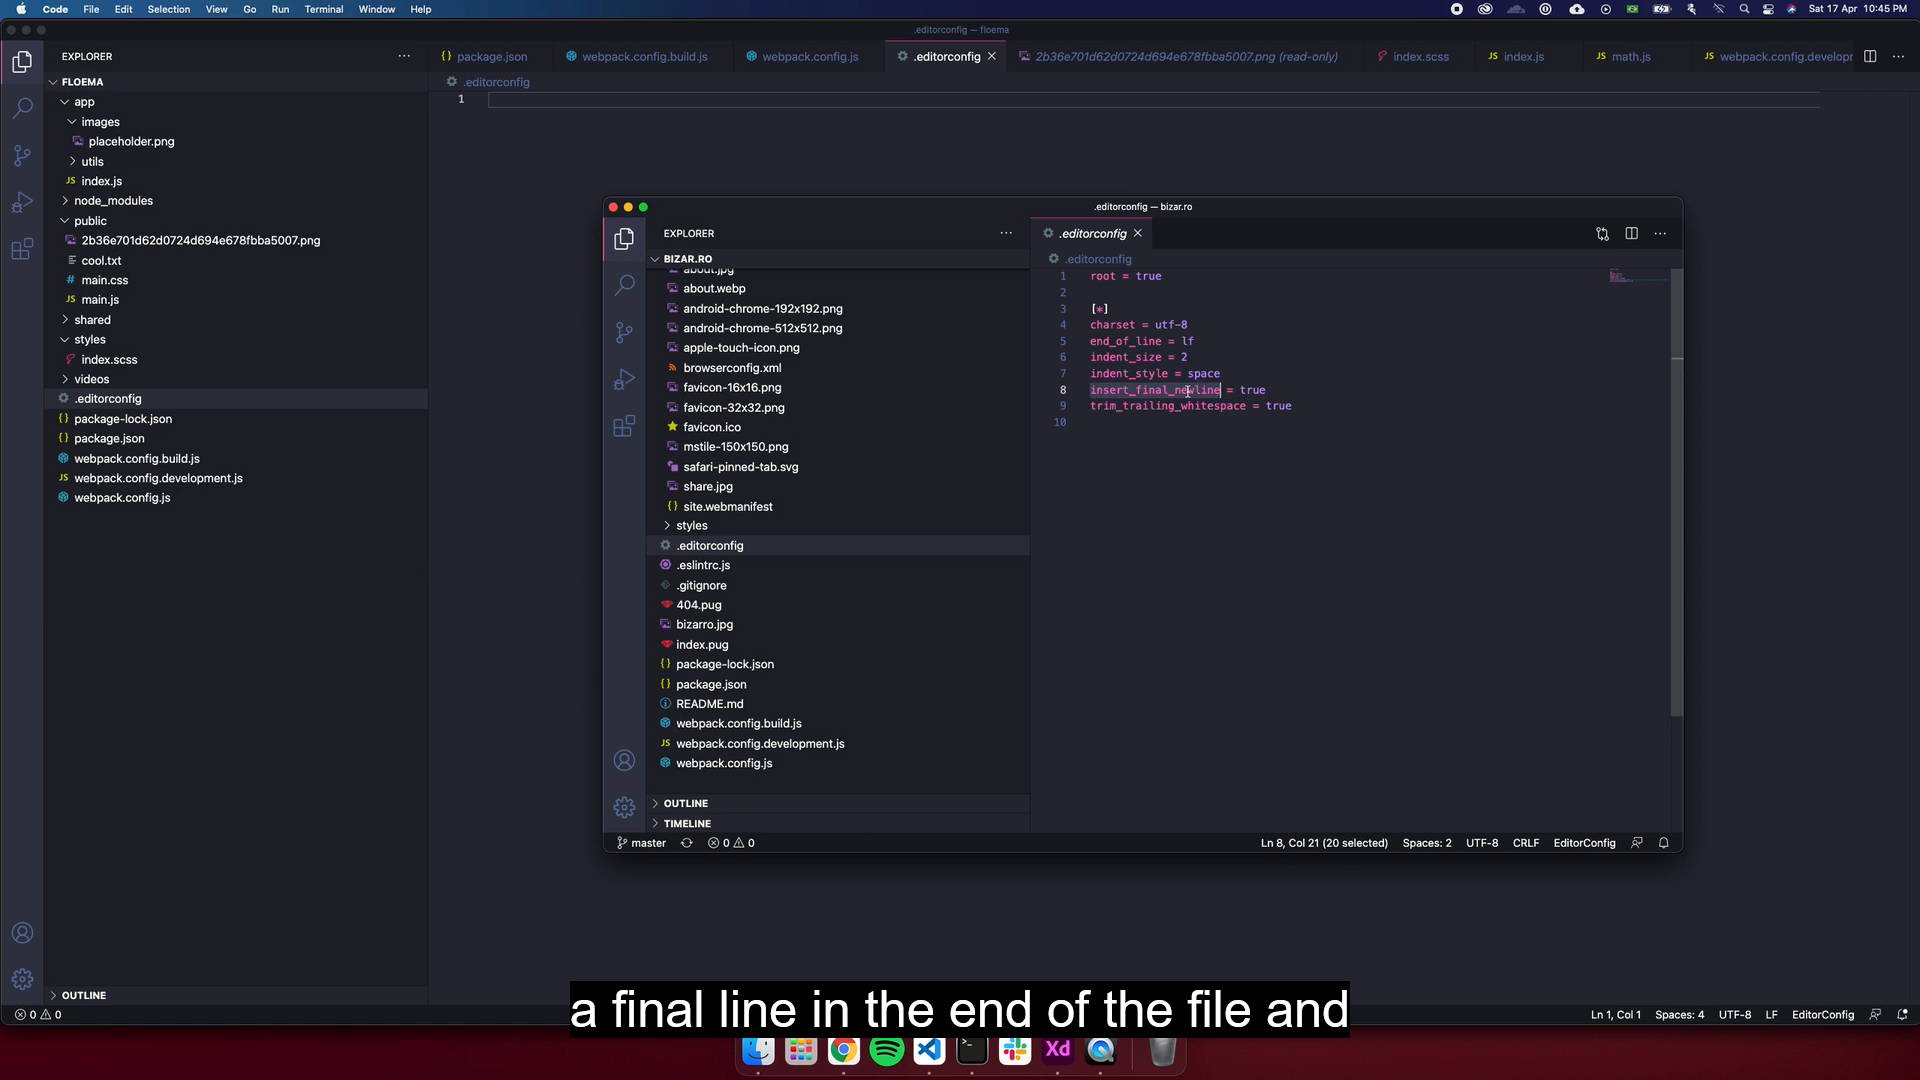 Code File Edit Selection View Go Run Terminal Window Help
Sat 17 Apr 10:45 PM
.editorconfig — floema
EXPLORER
FLOEMA
app
images
placeholder.png
utils
JS index.js
node_modules
public
2b36e701d62d0724d694e678fbba5007.png
cool.txt
# main.css
JS main.js
shared
styles
index.scss
videos
.editorconfig
{} package-lock.json
{} package.json
webpack.config.build.js
JS webpack.config.development.js
webpack.config.js
OUTLINE
{} package.json
webpack.config.build.js
webpack.config.js
.editorconfig
2b36e701d62d0724d694e678fbba5007.png (read-only)
index.scss
JS index.js
JS math.js
JS webpack.config.developr
.editorconfig
1
.editorconfig — bizar.ro
EXPLORER
BIZAR.RO
about.jpg
about.webp
android-chrome-192x192.png
android-chrome-512x512.png
apple-touch-icon.png
browserconfig.xml
favicon-16x16.png
favicon-32x32.png
favicon.ico
mstile-150x150.png
safari-pinned-tab.svg
share.jpg
{} site.webmanifest
styles
.editorconfig
.eslintrc.js
.gitignore
404.pug
bizarro.jpg
index.pug
{} package-lock.json
{} package.json
README.md
webpack.config.build.js
JS webpack.config.development.js
webpack.config.js
OUTLINE
TIMELINE
.editorconfig
.editorconfig
1 root = true
2
3 [*]
4 charset = utf-8
5 end_of_line = lf
6 indent_size = 2
7 indent_style = space
8 insert_final_newline = true
9 trim_trailing_whitespace = true
10
master 0 0
Ln 8, Col 21 (20 selected) Spaces: 2 UTF-8 CRLF EditorConfig
a final line in the end of the file and
0 0
Ln 1, Col 1 Spaces: 4 UTF-8 LF EditorConfig
Xd